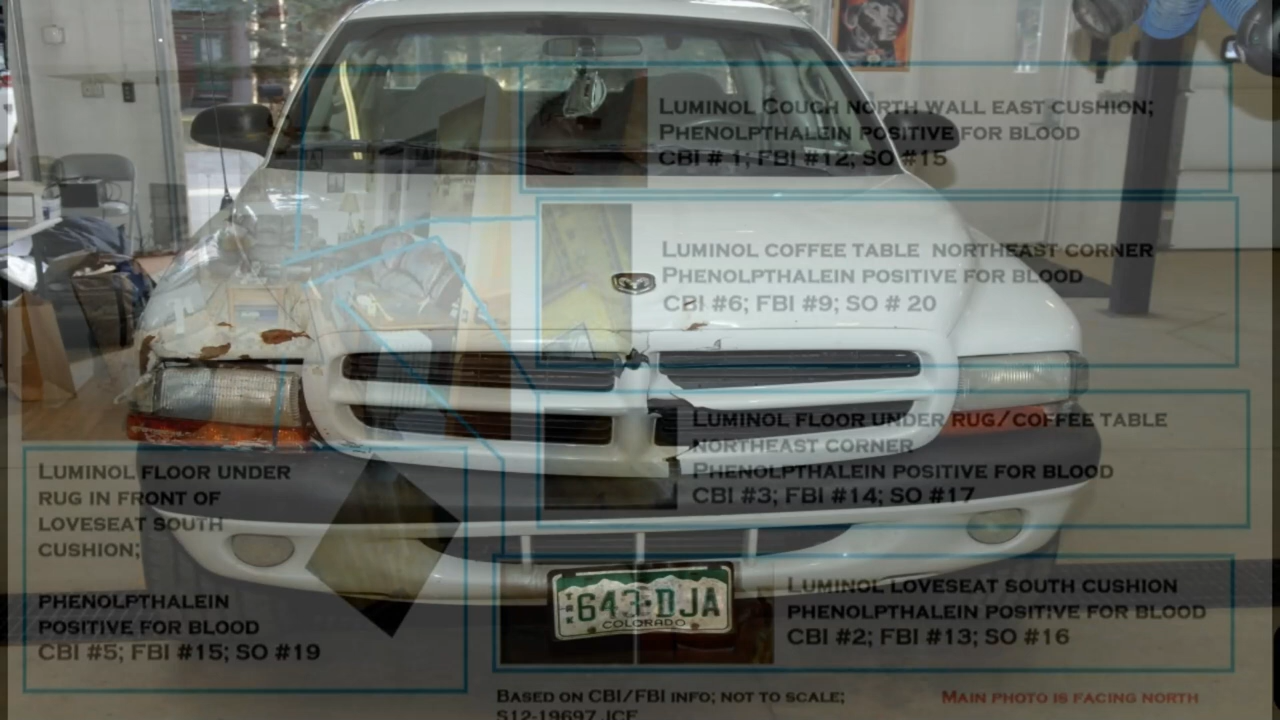 Luminol Couch north wall east cushion;
Phenolpthalein positive for blood
CBI # 1; FBI #12; SO #15
Luminol coffee table northeast corner
Phenolpthalein positive for blood
CBI #6; FBI #9; SO # 20
Luminol floor under rug/coffee table
northeast corner
Phenolpthalein positive for blood
CBI #3; FBI #14; SO #17
Luminol floor under
rug in front of
loveseat south
cushion;
phenolpthalein
positive for blood
CBI #5; FBI #15; SO #19
Luminol loveseat south cushion
phenolpthalein positive for blood
CBI #2; FBI #13; SO #16
TRK
643-DJA
COLORADO
Based on CBI/FBI info; not to scale;
S12-19697 JCF
Main photo is facing north